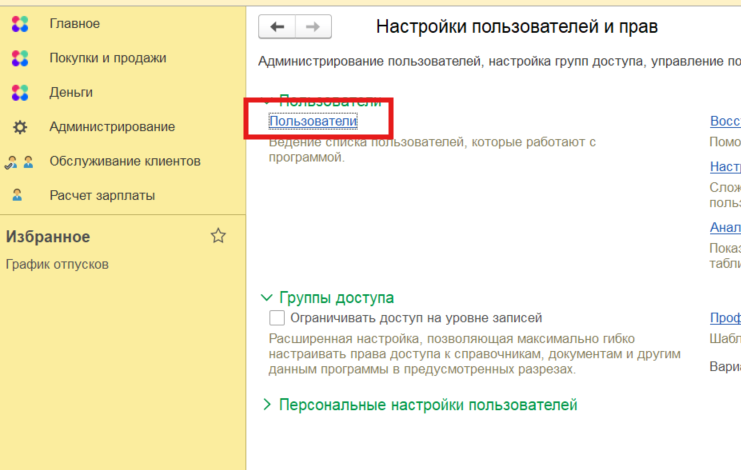 Главное
Покупки и продажи
Деньги
Администрирование
Обслуживание клиентов
Расчет зарплаты
Избранное
График отпусков
Настройки пользователей и прав
Администрирование пользователей, настройка групп доступа, управление по
Пользователи
Пользователи
Ведение списка пользователей, которые работают с
программой.
Восс
Помо
Наст
Слож
польз
Анал
Показ
табли
Группы доступа
Ограничивать доступ на уровне записей
Расширенная настройка, позволяющая максимально гибко
настраивать права доступа к справочникам, документам и другим
данным программы в предусмотренных разрезах.
Проф
Шабл
Вариа
Персональные настройки пользователей